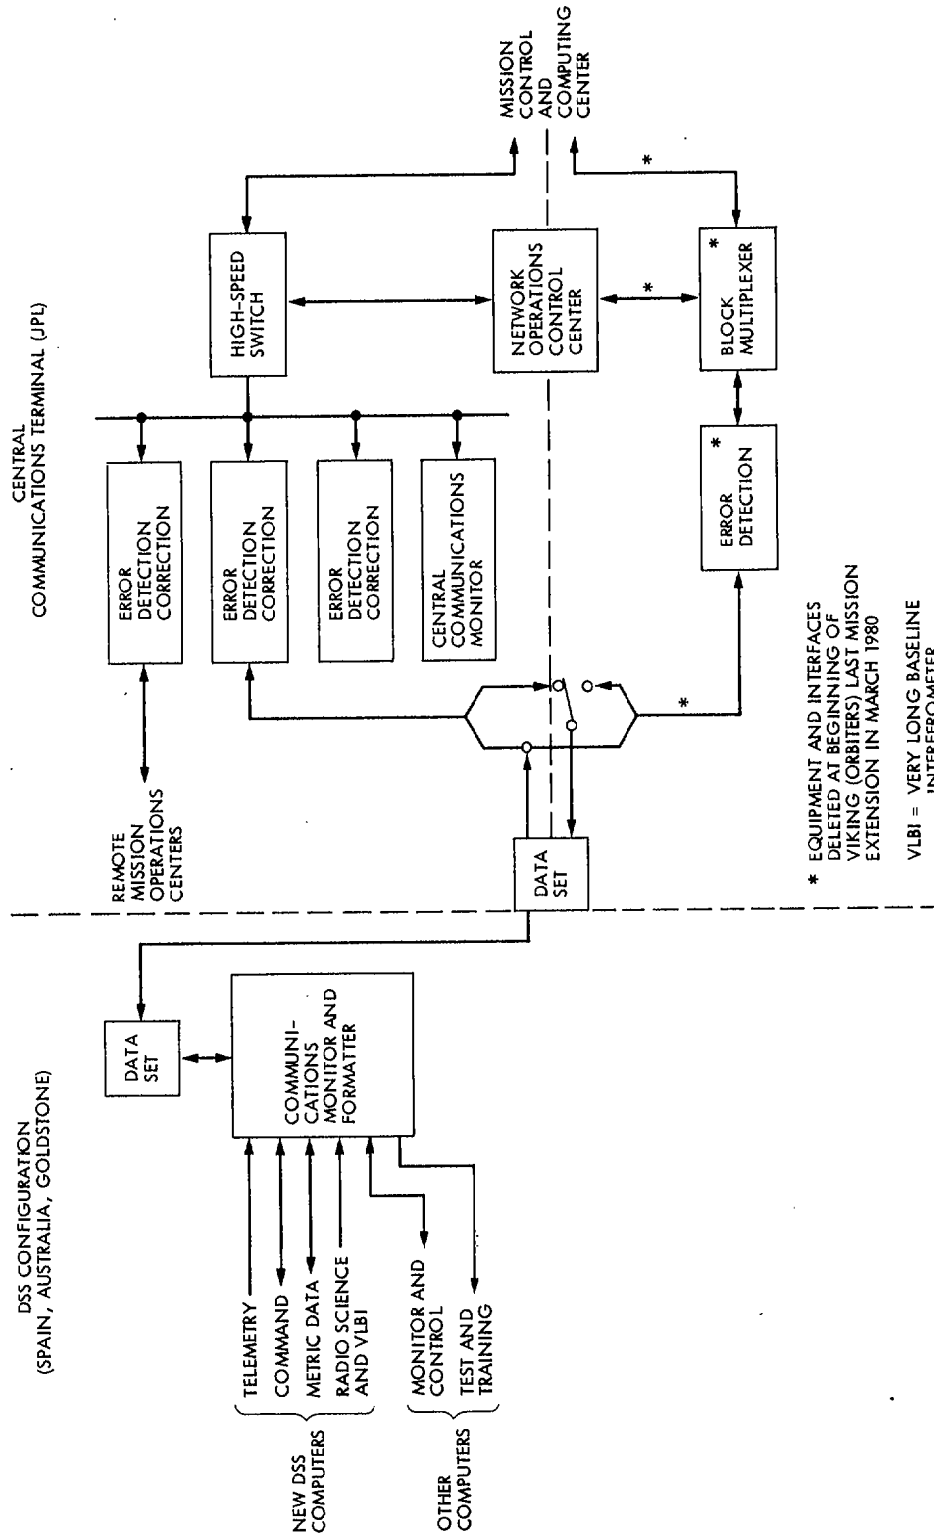 DSS CONFIGURATION
(SPAIN, AUSTRALIA, GOLDSTONE)
CENTRAL
COMMUNICATIONS TERMINAL (JPL)
DATA
SET
COMMUNI-
CATIONS
MONITOR AND
FORMATTER
NEW DSS
COMPUTERS
TELEMETRY
COMMAND
METRIC DATA
RADIO SCIENCE
AND VLBI
OTHER
COMPUTERS
MONITOR AND
CONTROL
TEST AND
TRAINING
REMOTE
MISSION
OPERATIONS
CENTERS
DATA
SET
ERROR
DETECTION
CORRECTION
ERROR
DETECTION
CORRECTION
ERROR
DETECTION
CORRECTION
CENTRAL
COMMUNICATIONS
MONITOR
HIGH-SPEED
SWITCH
NETWORK
OPERATIONS
CONTROL
CENTER
MISSION
CONTROL
AND
COMPUTING
CENTER
*
ERROR
DETECTION
*
BLOCK
MULTIPLEXER
*
*
*
* EQUIPMENT AND INTERFACES
DELETED AT BEGINNING OF
VIKING (ORBITERS) LAST MISSION
EXTENSION IN MARCH 1980
VLBI = VERY LONG BASELINE
INTERFEROMETER